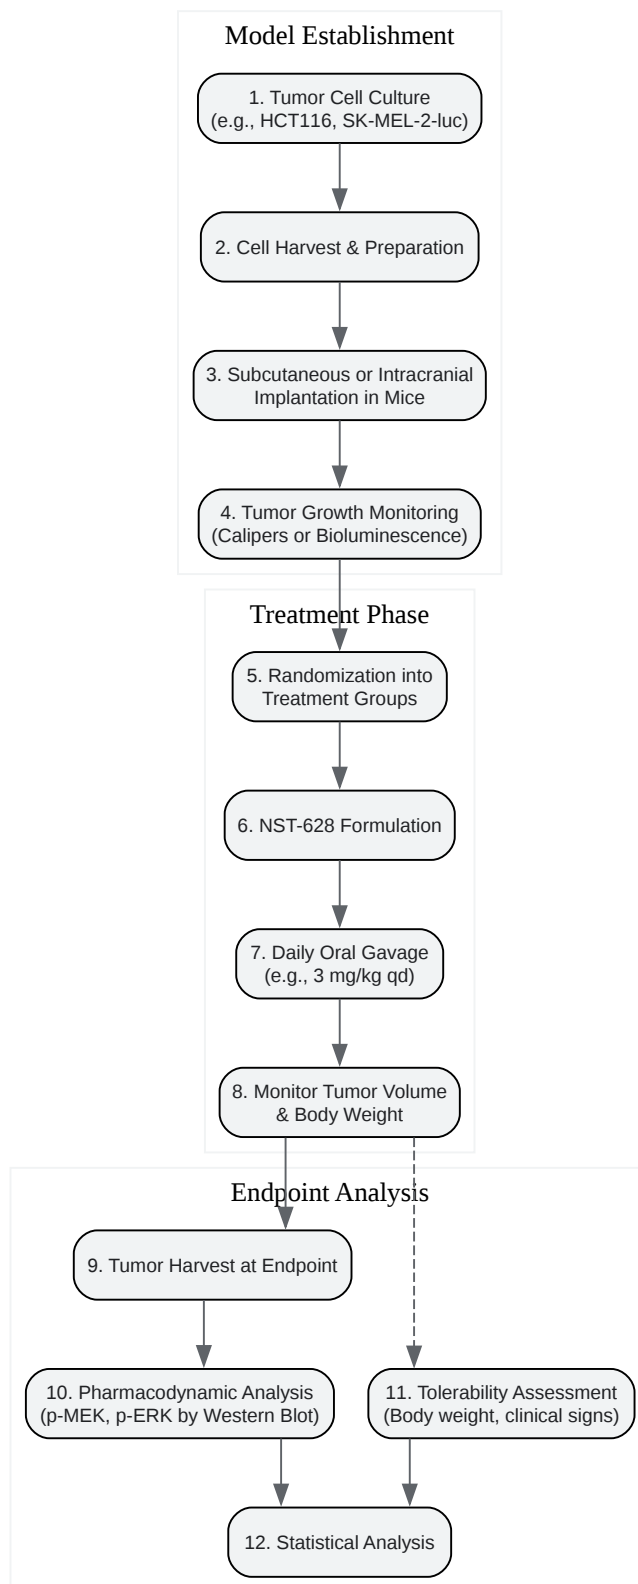 Model Establishment
1. Tumor Cell Culture
(e.g., HCT116, SK-MEL-2-luc)
2. Cell Harvest & Preparation
3. Subcutaneous or Intracranial
Implantation in Mice
4. Tumor Growth Monitoring
(Calipers or Bioluminescence)
Treatment Phase
5. Randomization into
Treatment Groups
6. NST-628 Formulation
7. Daily Oral Gavage
(e.g., 3 mg/kg qd)
8. Monitor Tumor Volume
& Body Weight
Endpoint Analysis
9. Tumor Harvest at Endpoint
10. Pharmacodynamic Analysis
(p-MEK, p-ERK by Western Blot)
11. Tolerability Assessment
(Body weight, clinical signs)
12. Statistical Analysis